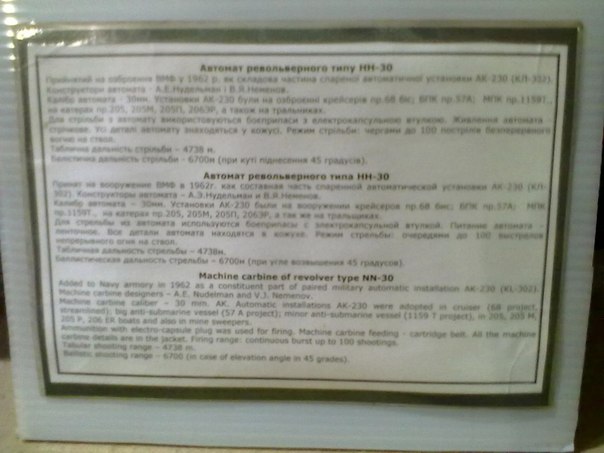 Автомат револьверного типу НН-30
Прийнятий на озброєння ВМФ у 1962 р. як складова частина спареної автоматичної установки АК-230 (КЛ-302).
Конструктори автомата - А.Е.Нудельман і В.Я.Неменов.
Калібр автомата - 30мм. Установки АК-230 були на озброєнні крейсерів пр.68 біс; БПК пр.57А; МПК пр.1159Т.,
на катерах пр.205, 205М, 205П, 206ЭР, а також на тральниках.
Для стрільби з автомату використовуються боєприпаси з електрокапсульною втулкою. Живлення автомата -
стрічкове. Усі деталі автомату знаходяться у кожусі. Режим стрільби: чергами до 100 пострілів безперервного
вогню на ствол.
Таблична дальність стрільби – 4738 м.
Балістична дальність стрільби – 6700м (при куті піднесення 45 градусів).
Автомат револьверного типа НН-30
Принят на вооружение ВМФ в 1962г. как составная часть спаренной автоматической установки АК-230 (КЛ-
302). Конструкторы автомата - А.Э.Нудельман и В.Я.Неменов.
Калибр автомата – 30мм. Установки АК-230 были на вооружении крейсеров пр.68 бис; БПК пр.57А; МПК
пр.1159Т., на катерах пр.205, 205М, 205П, 206ЭР, а так же на тральщиках.
Для стрельбы из автомата используются боеприпасы с электрокапсульной втулкой. Питание автомата -
ленточное. Все детали автомата находятся в кожухе. Режим стрельбы: очередями до 100 выстрелов
непрерывного огня на ствол.
Табличная дальность стрельбы – 4738м.
Баллистическая дальность стрельбы – 6700м (при угле возвышения 45 градусов).
Machine carbine of revolver type NN-30
Added to Navy armory in 1962 as a constituent part of paired military automatic installation AK-230 (KL-302).
Machine carbine designers – A.E. Nudelman and V.J. Nemenov.
Machine carbine caliber – 30 mm. AK. Automatic installations AK-230 were adopted in cruiser (68 project,
streamlined); big anti-submarine vessel (57 A project); minor anti-submarine vessel (1159 T project), in 205, 205 M,
205 P, 206 ER boats and also in mine sweepers.
Ammunition with electro-capsule plug was used for firing. Machine carbine feeding - cartridge belt. All the machine
carbine details are in the jacket. Firing range: continuous burst up to 100 shootings.
Tabular shooting range – 4738 m.
Ballistic shooting range – 6700 (in case of elevation angle in 45 grades).